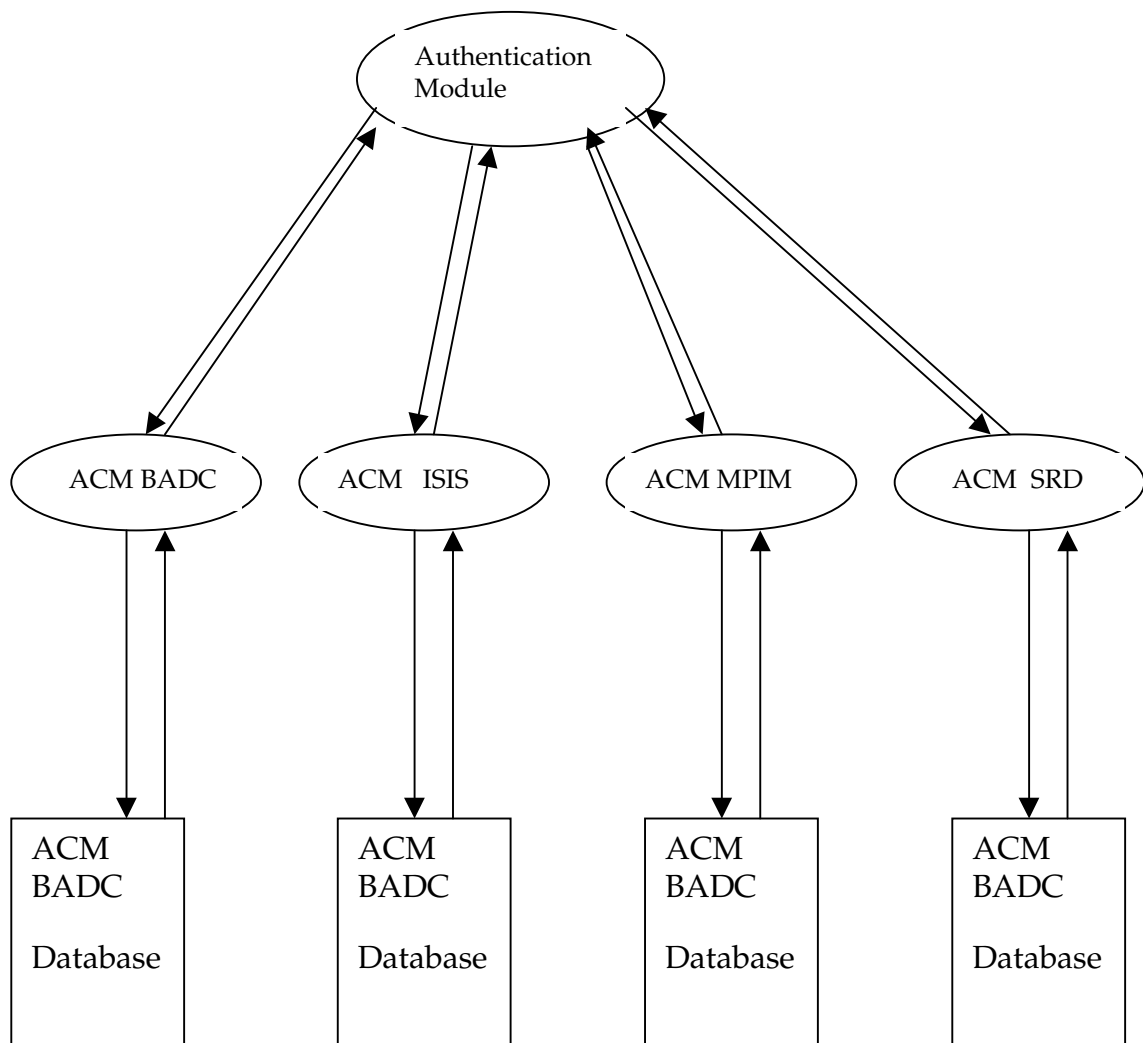 Authentication
Module
ACM BADC
ACM ISIS
ACM MPIM
ACM SRD
ACM
BADC
Database
ACM
BADC
Database
ACM
BADC
Database
ACM
BADC
Database